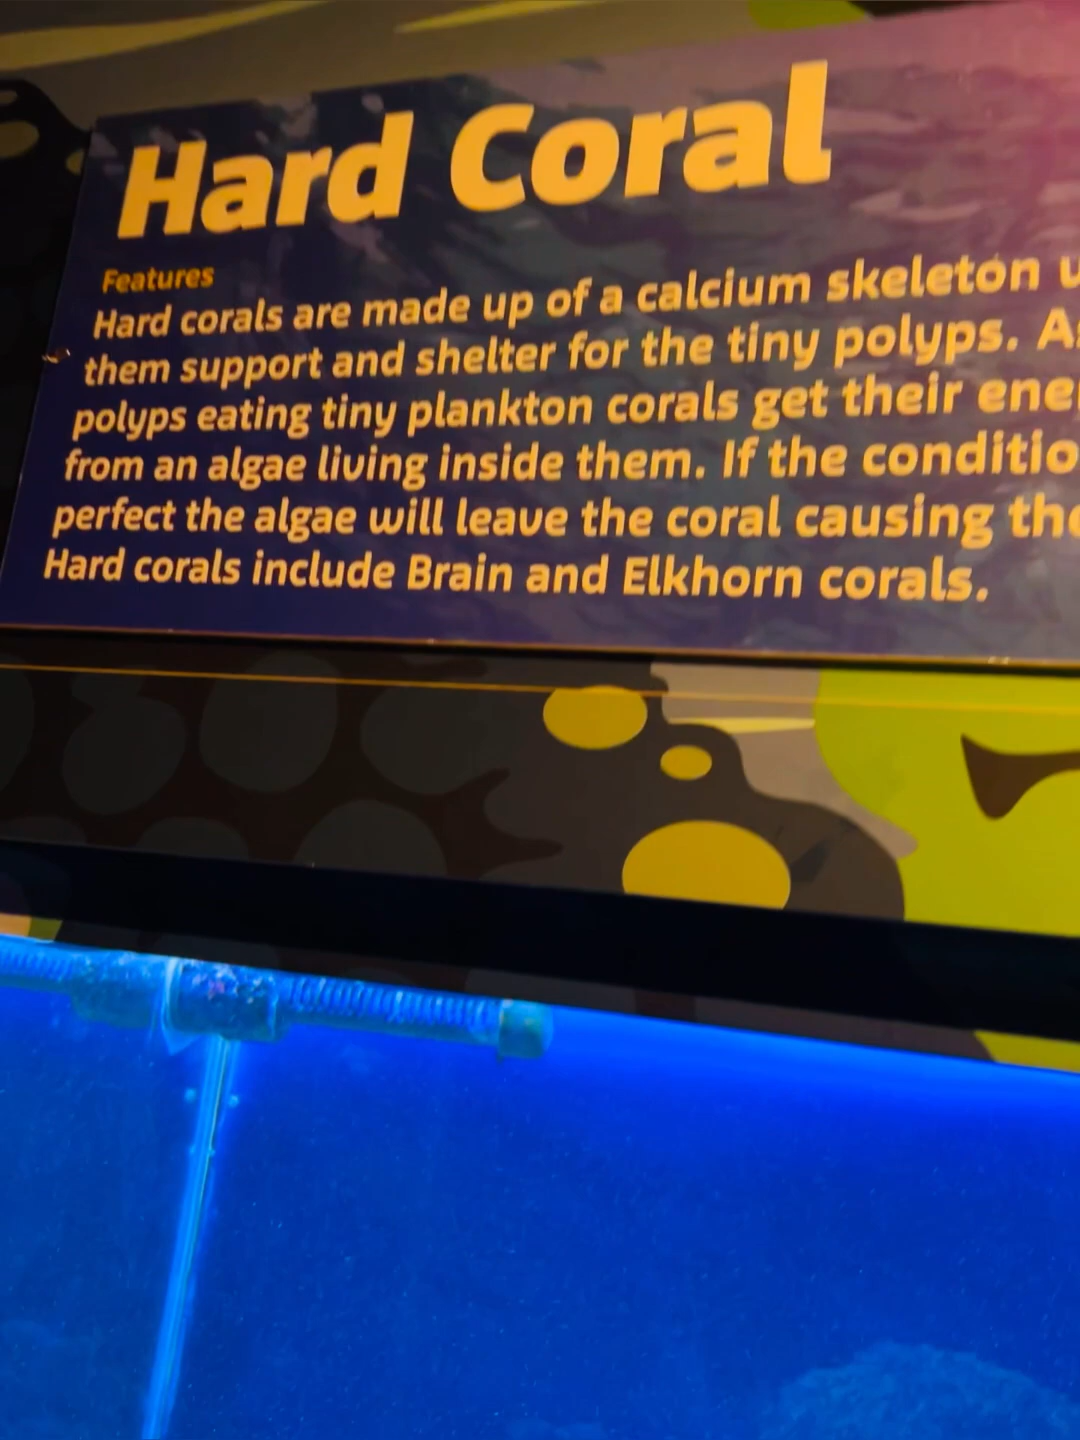 Hard Coral
Features
Hard corals are made up of a calcium skeleton
them support and shelter for the tiny polyps.
polyps eating tiny plankton corals get their
from an algae living inside them. If the
perfect the algae will leave the coral causing
Hard corals include Brain and Elkhorn corals.